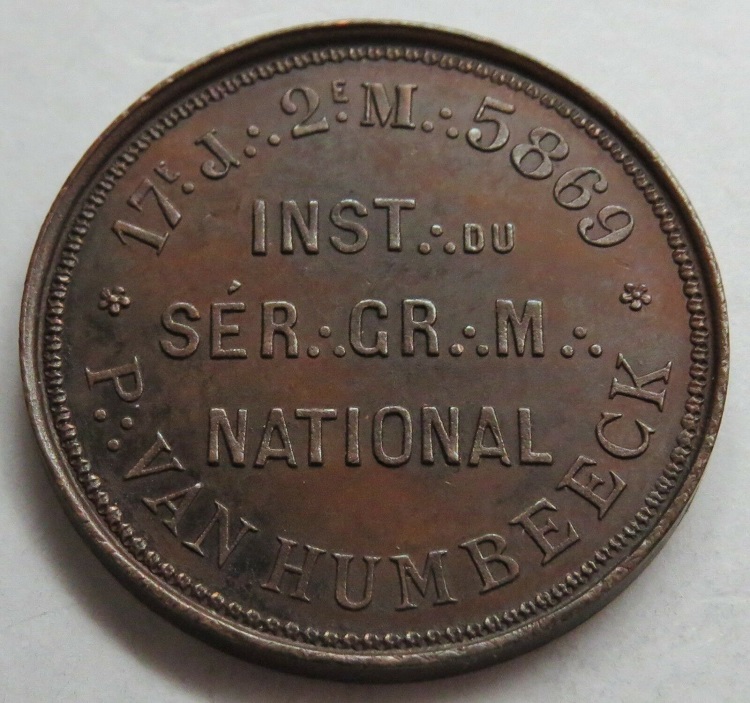 17E.J∴2E.M∴5869
INST∴DU
SÉR∴GR∴M∴
NATIONAL
P∴VAN HUMBEECK